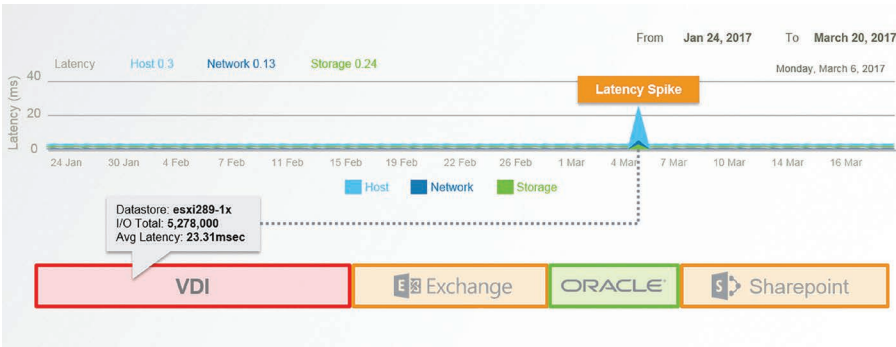 From Jan 24, 2017 To March 20, 2017
Latency Host 0.3 Network 0.13 Storage 0.24
Monday, March 6, 2017
Latency (ms)
40
20
0
Latency Spike
24 Jan 30 Jan 4 Feb 7 Feb 11 Feb 15 Feb 19 Feb 22 Feb 26 Feb 1 Mar 4 Mar 7 Mar 10 Mar 14 Mar 16 Mar
Host Network Storage
Datastore: esxi289-1x
I/O Total: 5,278,000
Avg Latency: 23.31msec
VDI
E Exchange
ORACLE
S Sharepoint